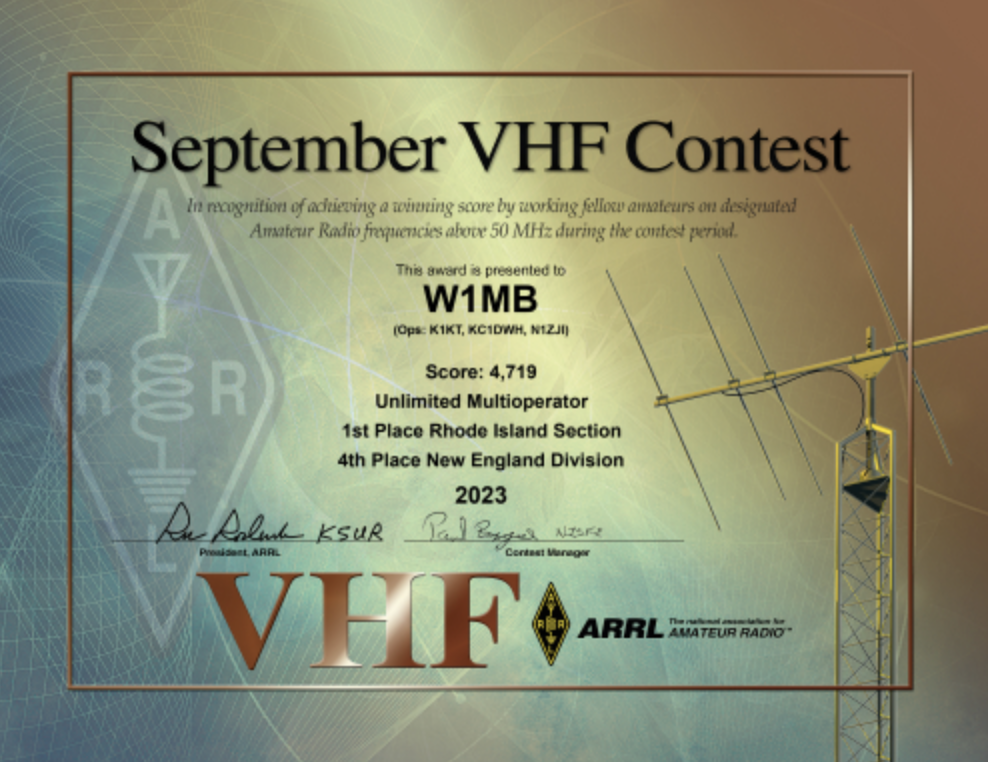 September VHF Contest
In recognition of achieving a winning score by working fellow amateurs on designated
Amateur Radio frequencies above 50 MHz during the contest period.
This award is presented to
W1MB
(Ops: K1KT, KC1DWH, N1ZJI)
Score: 4,719
Unlimited Multioperator
1st Place Rhode Island Section
4th Place New England Division
2023
K5UR Paul N1SFE
President, ARRL Contest Manager
VHF
ARRL The national association for
AMATEUR RADIO™
A
R R
L
A
R R
L